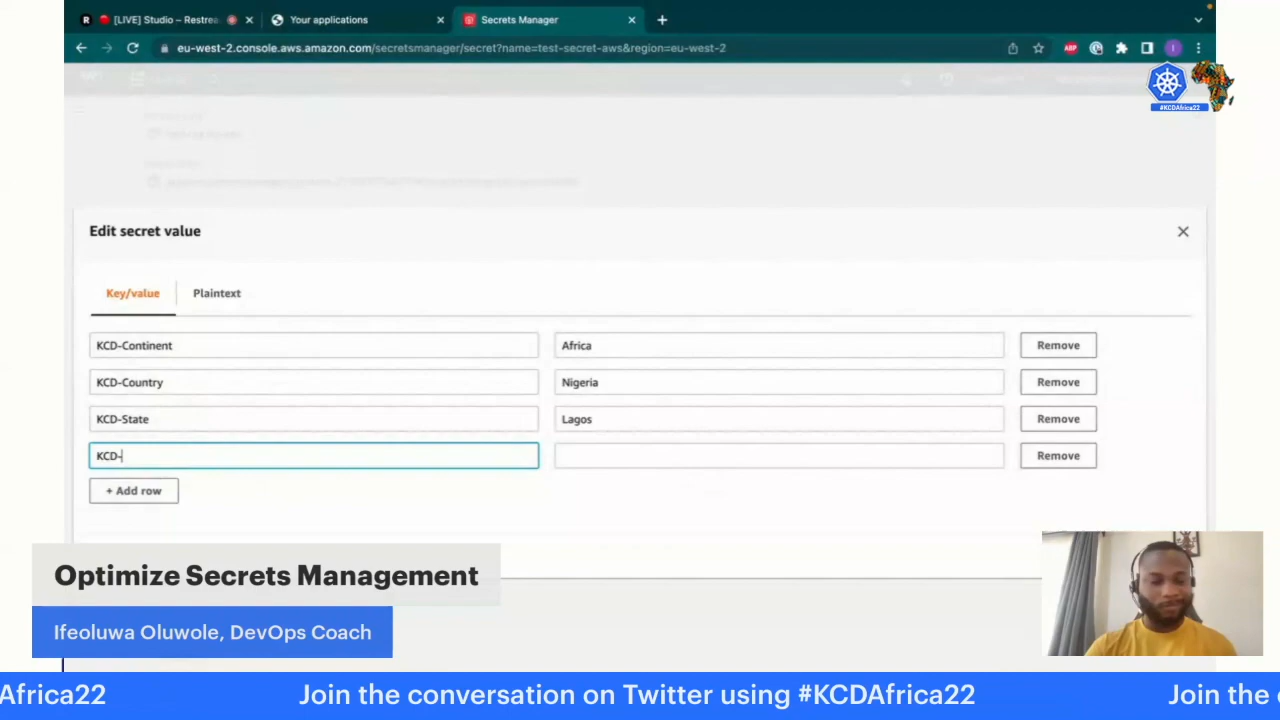 [LIVE] Studio – Restrea
Your applications
Secrets Manager
eu-west-2.console.aws.amazon.com/secretsmanager/secret?name=test-secret-aws&region=eu-west-2
ABP
I
#KCDAfrica22
Edit secret value
Key/value
Plaintext
KCD-Continent
Africa
Remove
KCD-Country
Nigeria
Remove
KCD-State
Lagos
Remove
KCD-
Remove
+ Add row
Optimize Secrets Management
Ifeoluwa Oluwole, DevOps Coach
Africa22 Join the conversation on Twitter using #KCDAfrica22 Join the